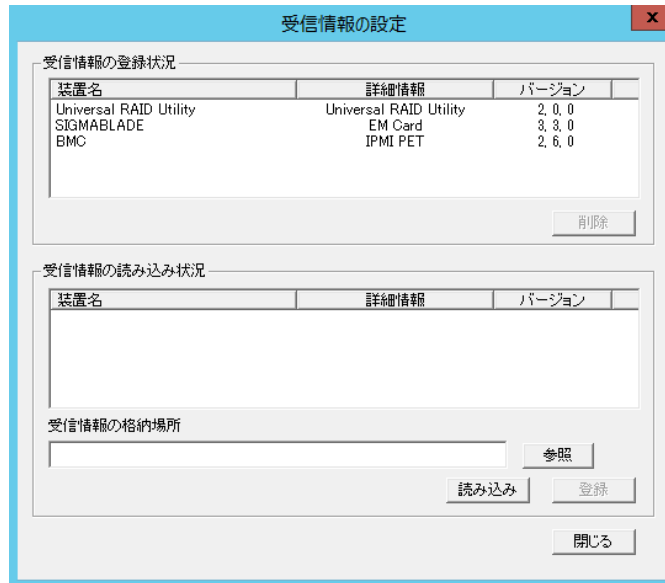 受信情報の設定
x
受信情報の登録状況
装置名 詳細情報 バージョン
Universal RAID Utility Universal RAID Utility 2, 0, 0
SIGMABLADE EM Card 3, 3, 0
BMC IPMI PET 2, 6, 0
削除
受信情報の読み込み状況
装置名 詳細情報 バージョン
受信情報の格納場所
参照
読み込み 登録
閉じる